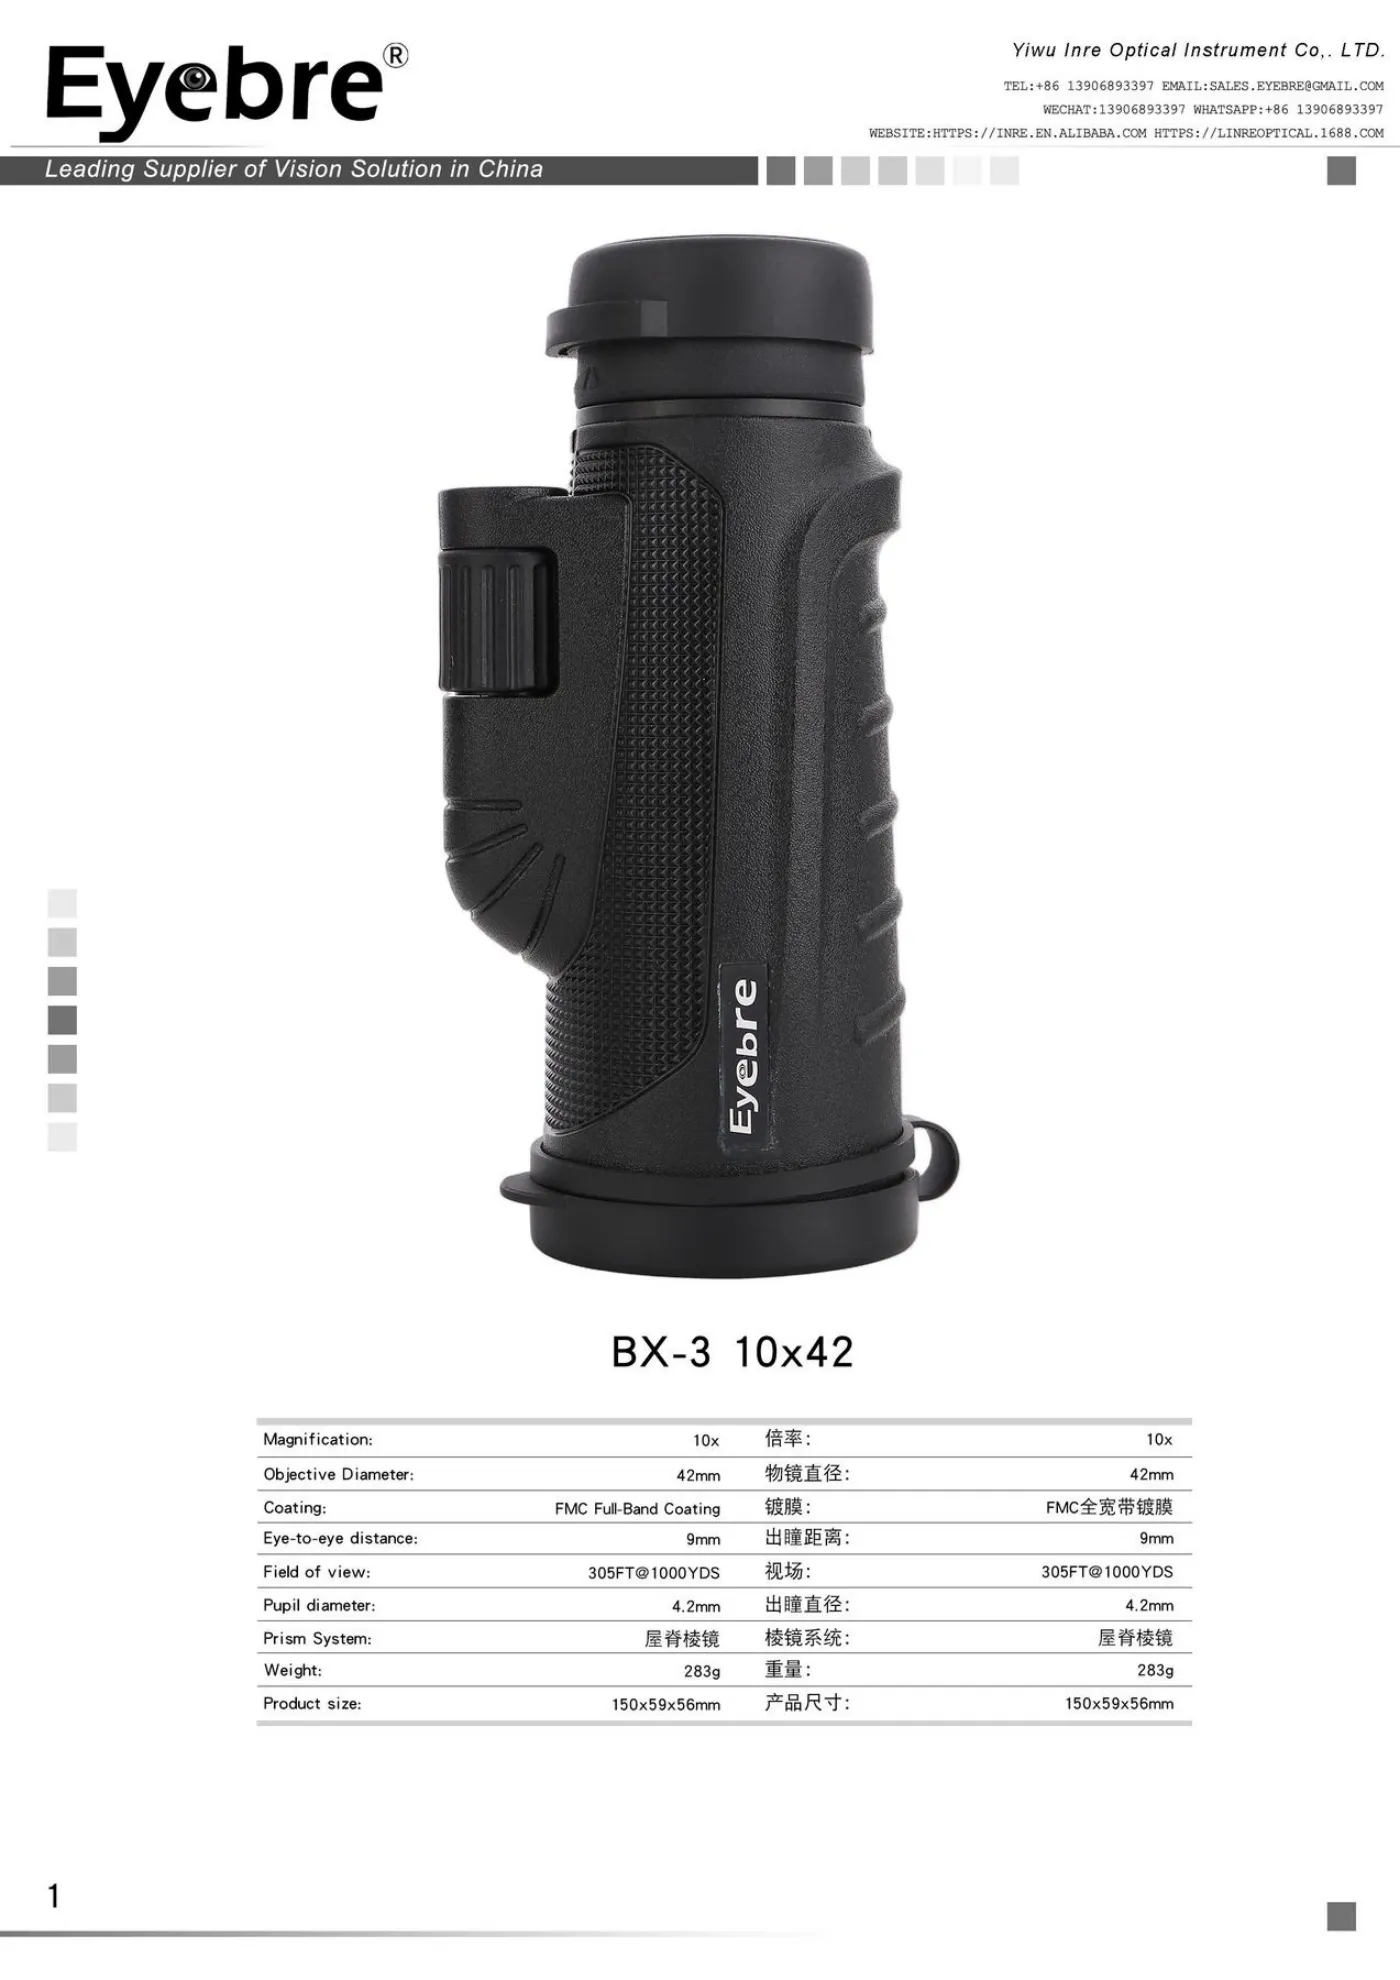 Eyebre®
Yiwu Inre Optical Instrument Co,. LTD.
TEL:+86 13906893397 EMAIL:SALES.EYEBRE@GMAIL.COM
WECHAT:13906893397 WHATSAPP:+86 13906893397
WEBSITE:HTTPS://INRE.EN.ALIBABA.COM HTTPS://LINREOPTICAL.1688.COM
Leading Supplier of Vision Solution in China
Eyebre
BX-3 10x42
Magnification: 10x 倍率: 10x
Objective Diameter: 42mm 物镜直径: 42mm
Coating: FMC Full-Band Coating 镀膜: FMC全宽带镀膜
Eye-to-eye distance: 9mm 出瞳距离: 9mm
Field of view: 305FT@1000YDS 视场: 305FT@1000YDS
Pupil diameter: 4.2mm 出瞳直径: 4.2mm
Prism System: 屋脊棱镜 棱镜系统: 屋脊棱镜
Weight: 283g 重量: 283g
Product size: 150x59x56mm 产品尺寸: 150x59x56mm
1